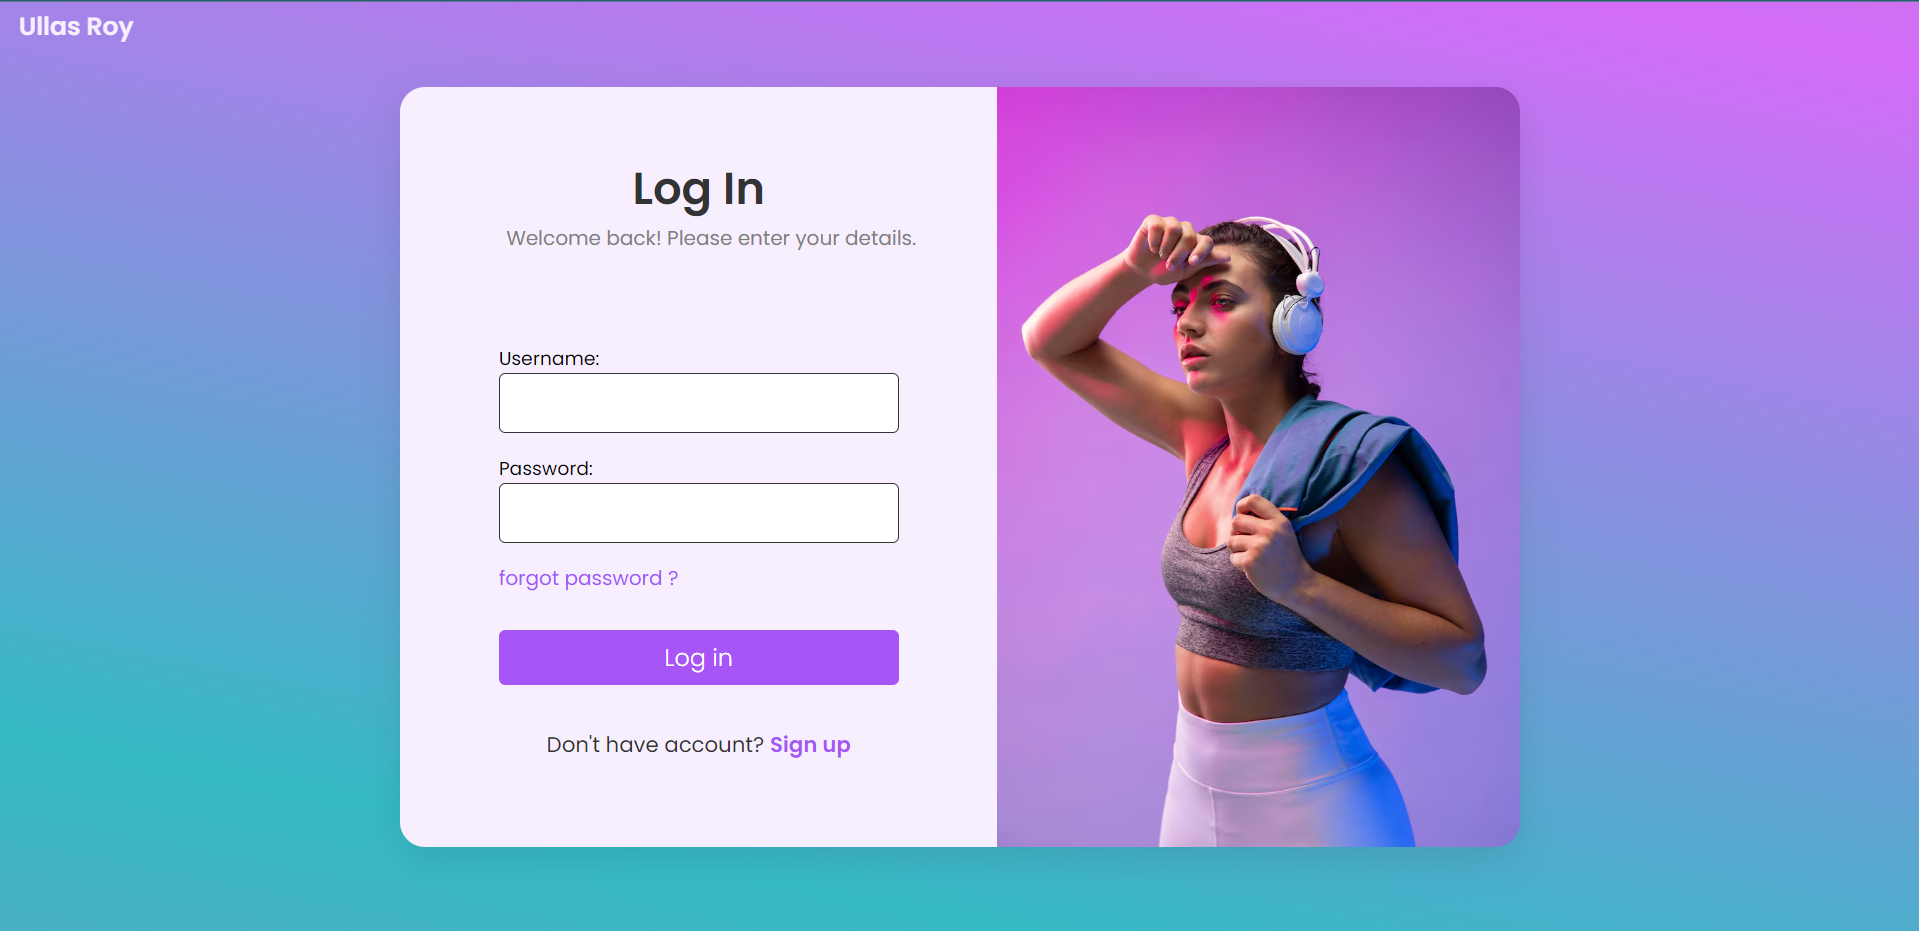 Ullas Roy
Log In
Welcome back! Please enter your details.
Username:
Password:
forgot password ?
Log in
Don't have account? Sign up